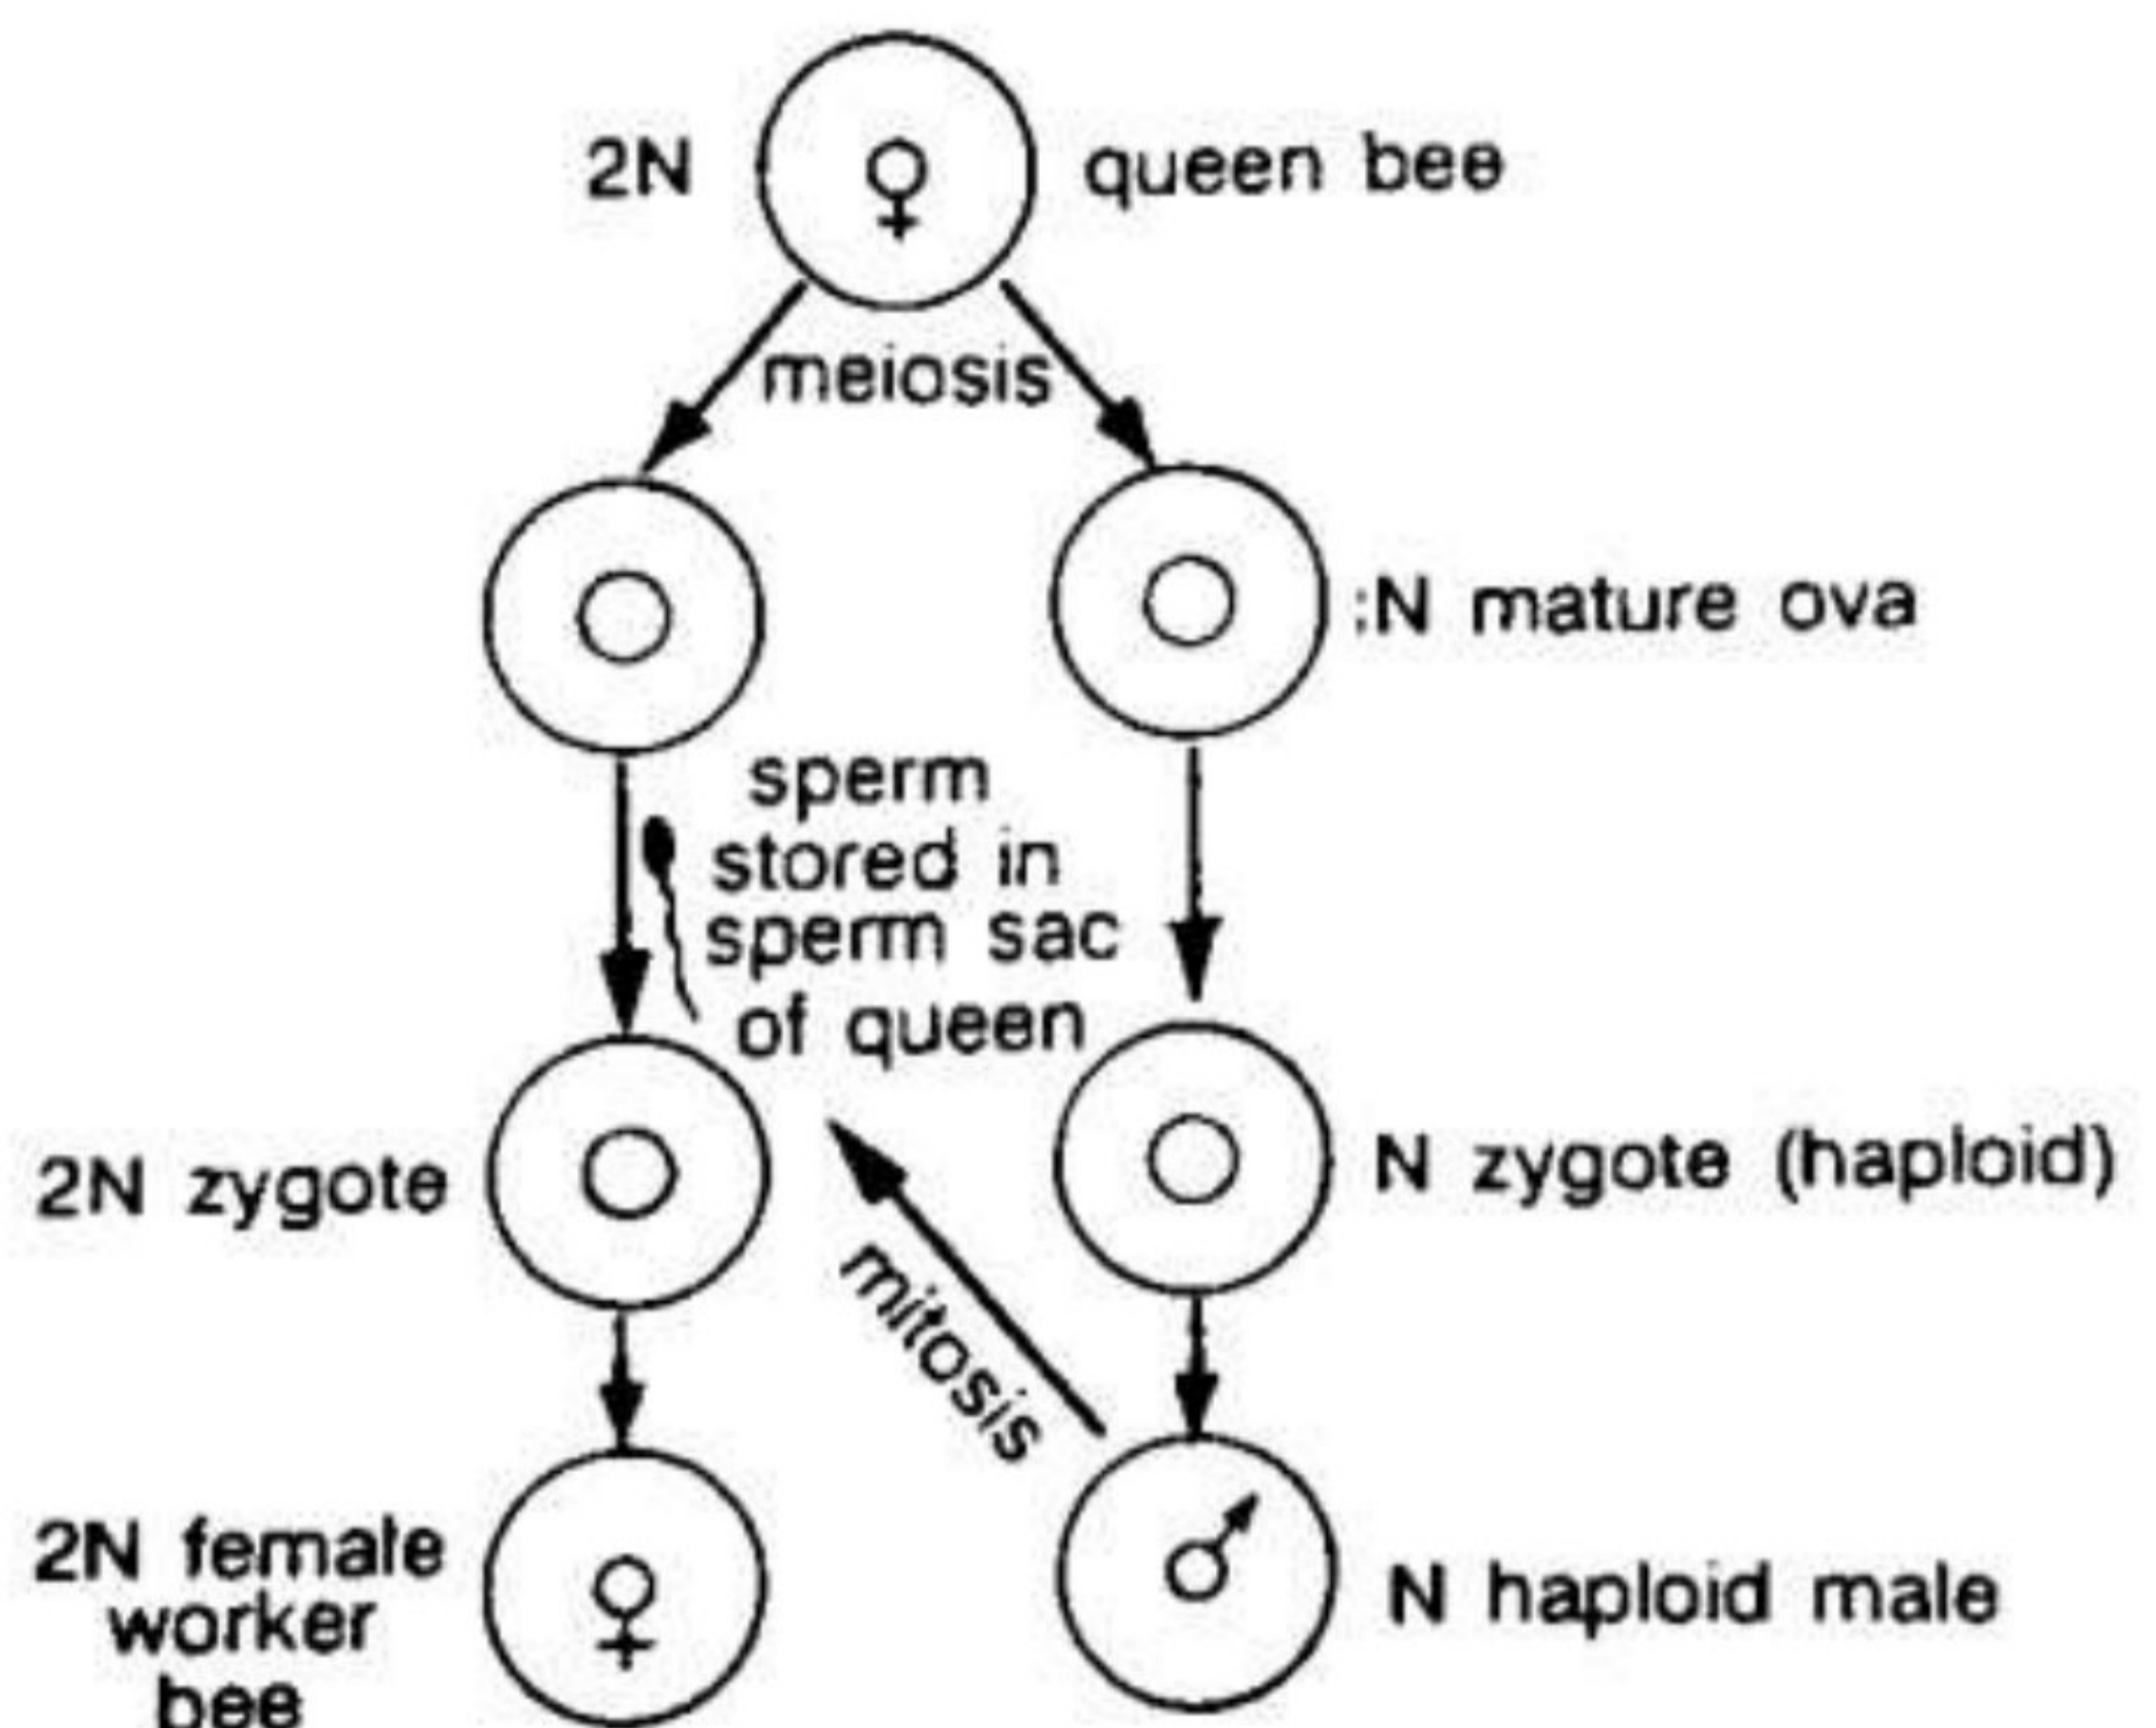 2N
queen bee
meiosis
:N mature ova
sperm
stored in
sperm sac
of queen
2N zygote
N zygote (haploid)
mitosis
2N female
worker
bee
N haploid male